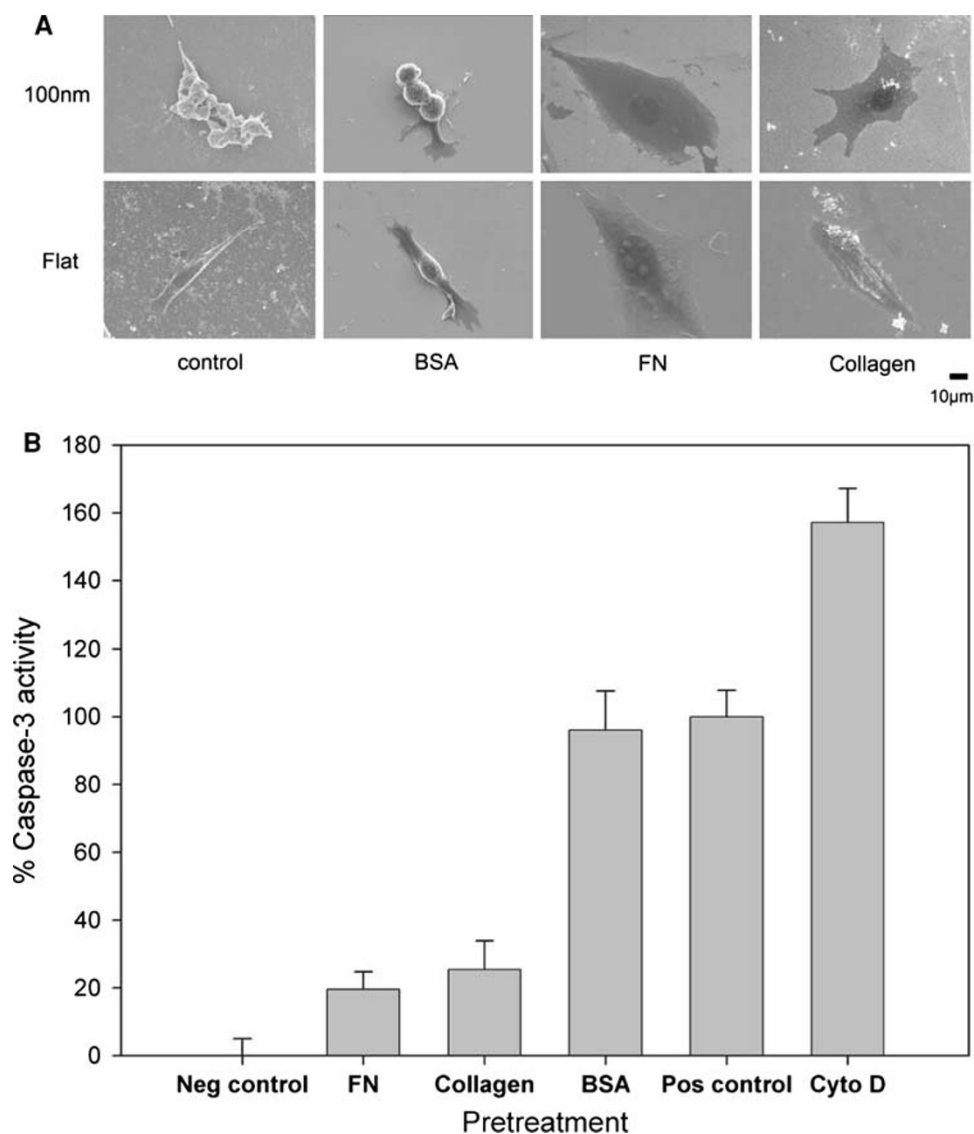 A
100nm
Flat
control
BSA
FN
Collagen
10µm
B
180
160
140
120
100
80
60
40
20
0
% Caspase-3 activity
Neg control
FN
Collagen
BSA
Pos control
Cyto D
Pretreatment